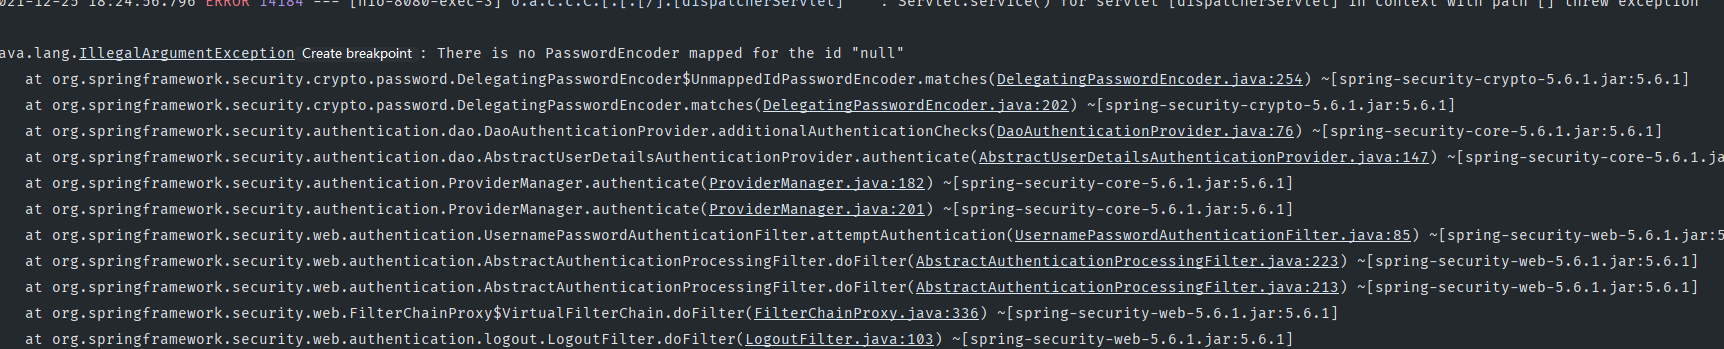 021-12-25 18:24:56.796 ERROR 14184 --- [nio-8080-exec-3] o.a.c.c.C.[.[.[/].[dispatcherServlet]    : Servlet.service() for servlet [dispatcherServlet] in context with path [] threw exception
ava.lang.IllegalArgumentException Create breakpoint : There is no PasswordEncoder mapped for the id "null"
at org.springframework.security.crypto.password.DelegatingPasswordEncoder$UnmappedIdPasswordEncoder.matches(DelegatingPasswordEncoder.java:254) ~[spring-security-crypto-5.6.1.jar:5.6.1]
at org.springframework.security.crypto.password.DelegatingPasswordEncoder.matches(DelegatingPasswordEncoder.java:202) ~[spring-security-crypto-5.6.1.jar:5.6.1]
at org.springframework.security.authentication.dao.DaoAuthenticationProvider.additionalAuthenticationChecks(DaoAuthenticationProvider.java:76) ~[spring-security-core-5.6.1.jar:5.6.1]
at org.springframework.security.authentication.dao.AbstractUserDetailsAuthenticationProvider.authenticate(AbstractUserDetailsAuthenticationProvider.java:147) ~[spring-security-core-5.6.1.ja
at org.springframework.security.authentication.ProviderManager.authenticate(ProviderManager.java:182) ~[spring-security-core-5.6.1.jar:5.6.1]
at org.springframework.security.authentication.ProviderManager.authenticate(ProviderManager.java:201) ~[spring-security-core-5.6.1.jar:5.6.1]
at org.springframework.security.web.authentication.UsernamePasswordAuthenticationFilter.attemptAuthentication(UsernamePasswordAuthenticationFilter.java:85) ~[spring-security-web-5.6.1.jar:5
at org.springframework.security.web.authentication.AbstractAuthenticationProcessingFilter.doFilter(AbstractAuthenticationProcessingFilter.java:223) ~[spring-security-web-5.6.1.jar:5.6.1]
at org.springframework.security.web.authentication.AbstractAuthenticationProcessingFilter.doFilter(AbstractAuthenticationProcessingFilter.java:213) ~[spring-security-web-5.6.1.jar:5.6.1]
at org.springframework.security.web.FilterChainProxy$VirtualFilterChain.doFilter(FilterChainProxy.java:336) ~[spring-security-web-5.6.1.jar:5.6.1]
at org.springframework.security.web.authentication.logout.LogoutFilter.doFilter(LogoutFilter.java:103) ~[spring-security-web-5.6.1.jar:5.6.1]